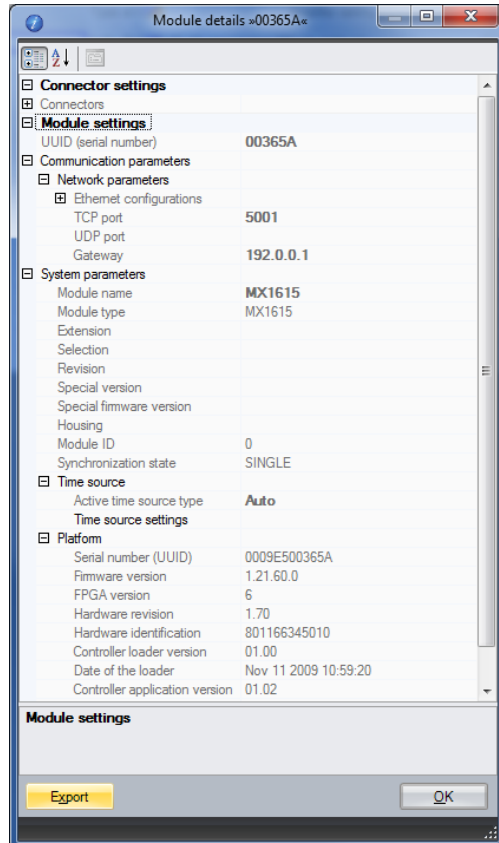 Module details »00365A«
Connector settings
Connectors
Module settings
UUID (serial number) 00365A
Communication parameters
Network parameters
Ethernet configurations
TCP port 5001
UDP port
Gateway 192.0.0.1
System parameters
Module name MX1615
Module type MX1615
Extension
Selection
Revision
Special version
Special firmware version
Housing
Module ID 0
Synchronization state SINGLE
Time source
Active time source type Auto
Time source settings
Platform
Serial number (UUID) 0009E500365A
Firmware version 1.21.60.0
FPGA version 6
Hardware revision 1.70
Hardware identification 801166345010
Controller loader version 01.00
Date of the loader Nov 11 2009 10:59:20
Controller application version 01.02
Module settings
Export OK